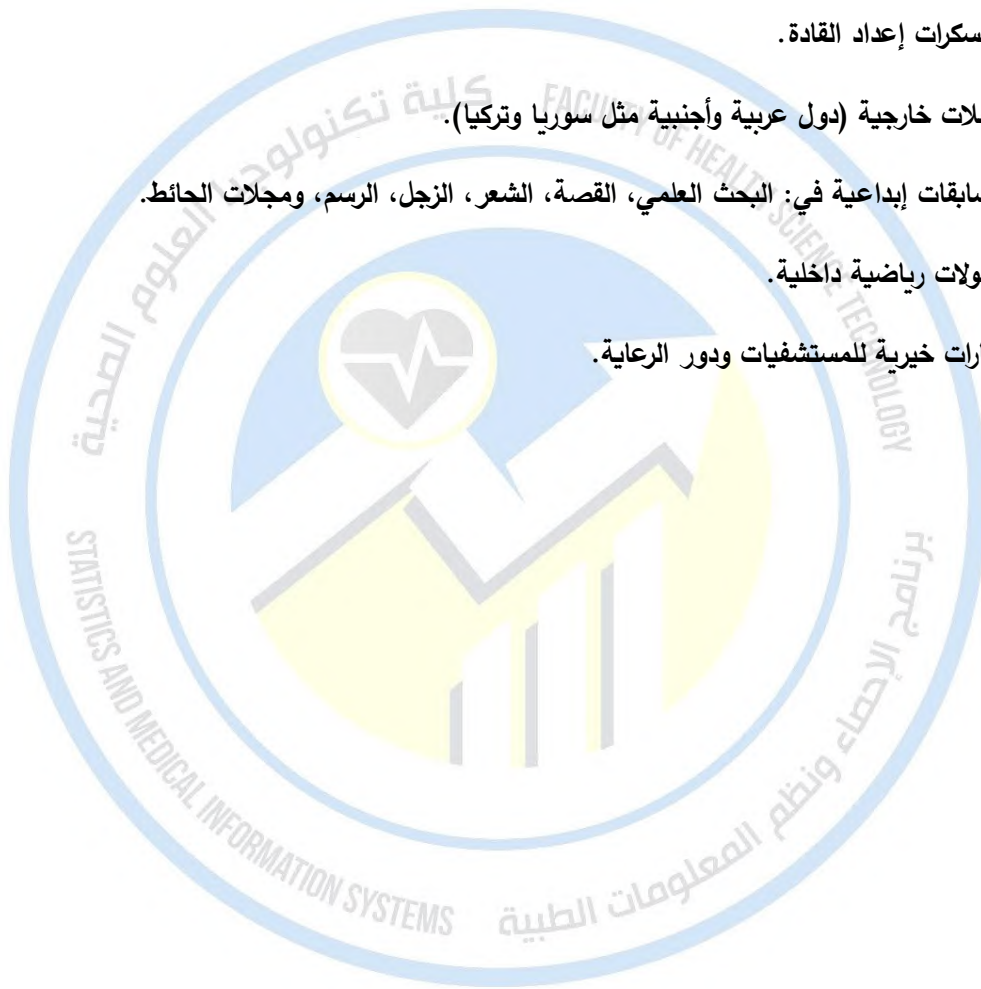 سكرات إعداد القادة.
لات خارجية (دول عربية وأجنبية مثل سوريا وتركيا).
سابقات إبداعية في: البحث العلمي، القصة، الشعر، الزجل، الرسم، ومجلات الحائط.
ولات رياضية داخلية.
ارات خيرية للمستشفيات ودور الرعاية.
كلية تكنولوجيا العلوم الصحية
FACULTY OF HEALTH SCIENCE TECHNOLOGY
STATISTICS AND MEDICAL INFORMATION SYSTEMS
برنامج الإحصاء ونظم المعلومات الطبية